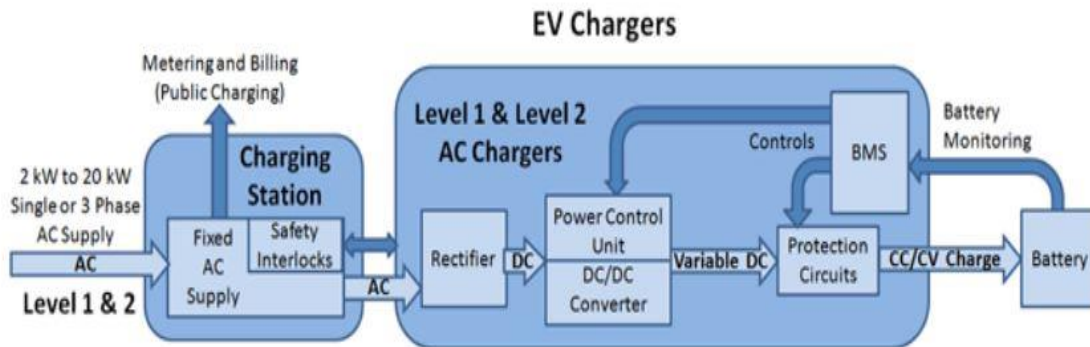 EV Chargers
Metering and Billing
(Public Charging)
2 kW to 20 kW
Single or 3 Phase
AC Supply
AC
Level 1 & 2
Charging
Station
Fixed
AC
Supply
Safety
Interlocks
AC
Level 1 & Level 2
AC Chargers
Rectifier
DC
Power Control
Unit
DC/DC
Converter
Variable DC
Controls
BMS
Protection
Circuits
Battery
Monitoring
CC/CV Charge
Battery